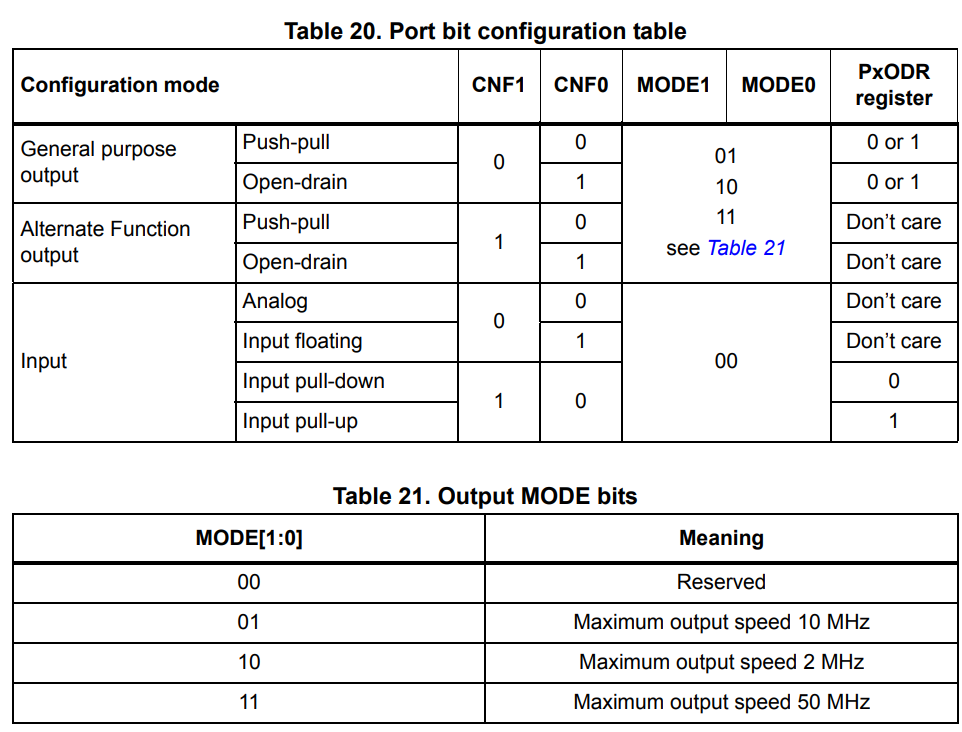 Table 20. Port bit configuration table
Configuration mode CNF1 CNF0 MODE1 MODE0 PxODR register
General purpose output Push-pull 0 0 01 10 11 see Table 21 0 or 1
Open-drain 1 0 or 1
Alternate Function output Push-pull 1 0 Don't care
Open-drain 1 Don't care
Input Analog 0 0 00 Don't care
Input floating 1 Don't care
Input pull-down 1 0 0
Input pull-up 1
Table 21. Output MODE bits
MODE[1:0] Meaning
00 Reserved
01 Maximum output speed 10 MHz
10 Maximum output speed 2 MHz
11 Maximum output speed 50 MHz